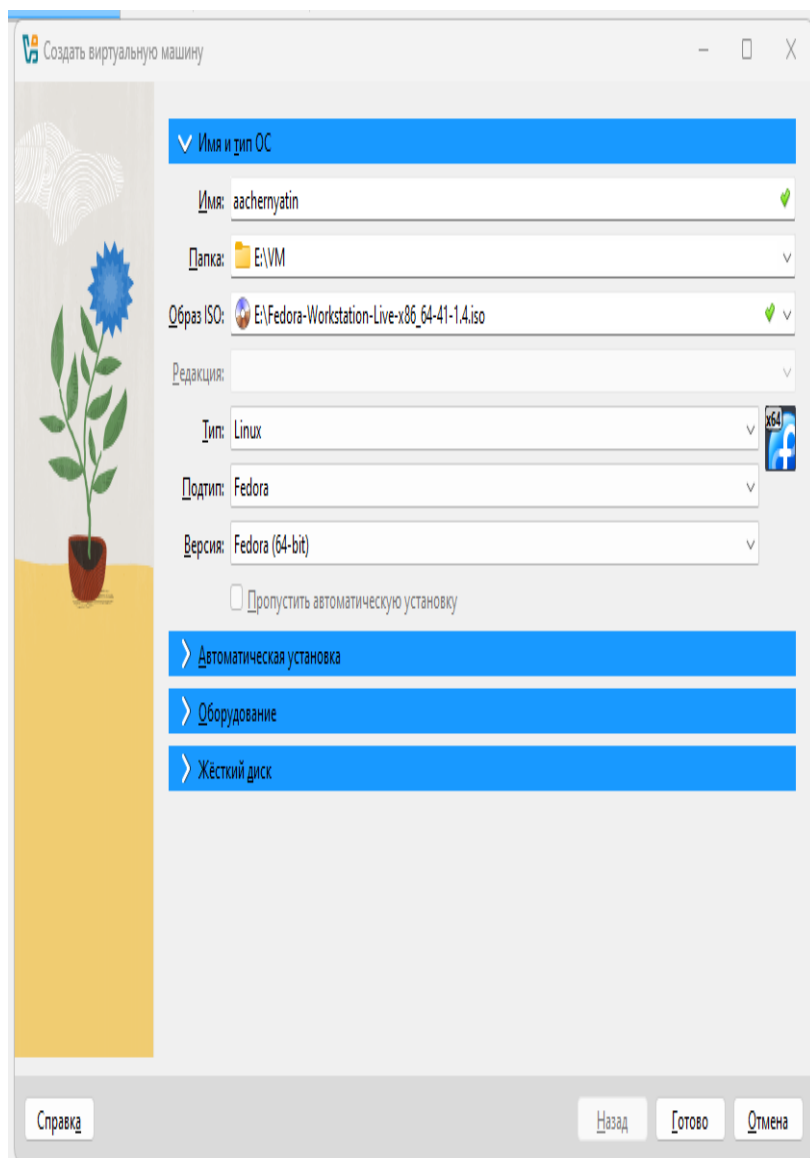 Создать виртуальную машину
Имя и тип ОС
Имя: aachernyatin
Папка: E:\VM
Образ ISO: E:\Fedora-Workstation-Live-x86_64-41-1.4.iso
Редакция:
Тип: Linux
x64
Подтип: Fedora
Версия: Fedora (64-bit)
Пропустить автоматическую установку
Автоматическая установка
Оборудование
Жёсткий диск
Справка Назад Готово Отмена